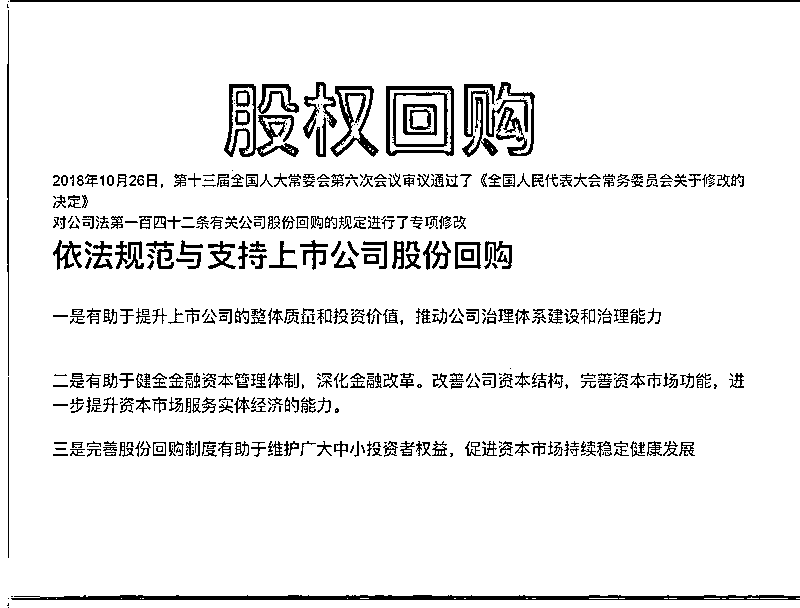 股权回购
2018年10月26日，第十三届全国人大常委会第六次会议审议通过了《全国人民代表大会常务委员会关于修改的
决定》
对公司法第一百四十二条有关公司股份回购的规定进行了专项修改
依法规范与支持上市公司股份回购
一是有助于提升上市公司的整体质量和投资价值，推动公司治理体系建设和治理能力
二是有助于健全金融资本管理体制，深化金融改革。改善公司资本结构，完善资本市场功能，进
一步提升资本市场服务实体经济的能力。
三是完善股份回购制度有助于维护广大中小投资者权益，促进资本市场持续稳定健康发展